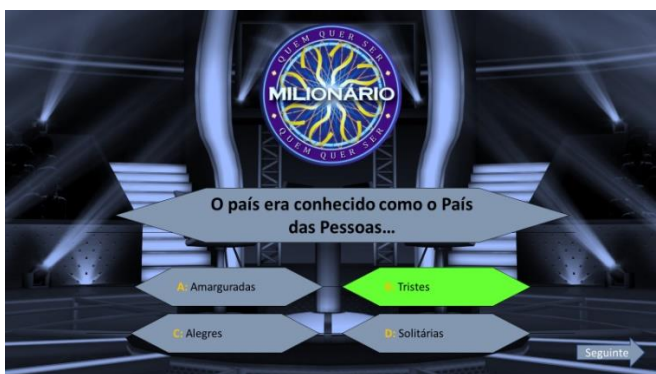 QUEM QUER SER
MILIONÁRIO
QUEM QUER SER
O país era conhecido como o País
das Pessoas...
A: Amarguradas
B: Tristes
C: Alegres
D: Solitárias
Seguinte